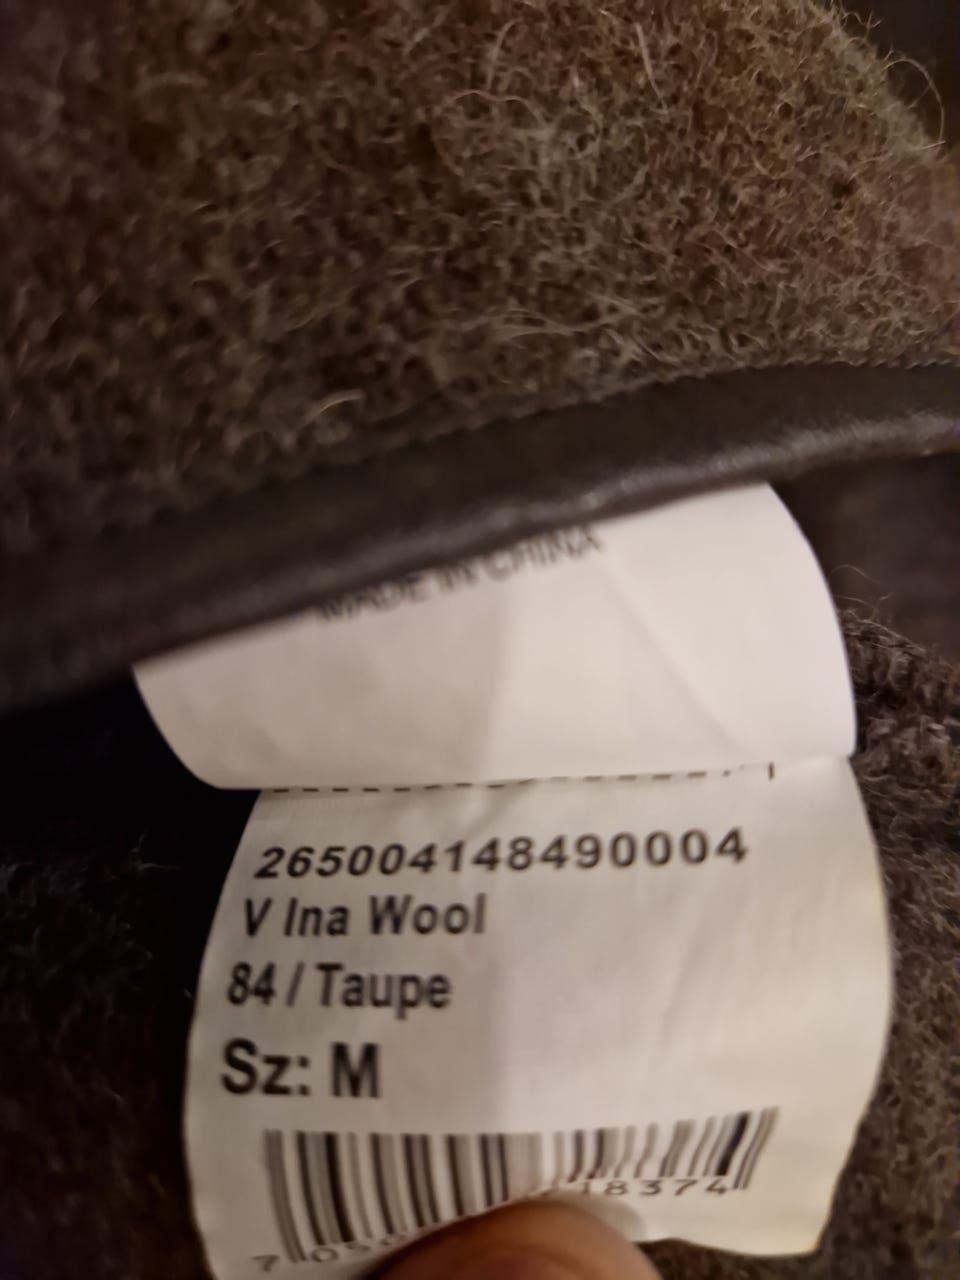 MADE IN CHINA
265004148490004
V Ina Wool
84 / Taupe
Sz: M
18374